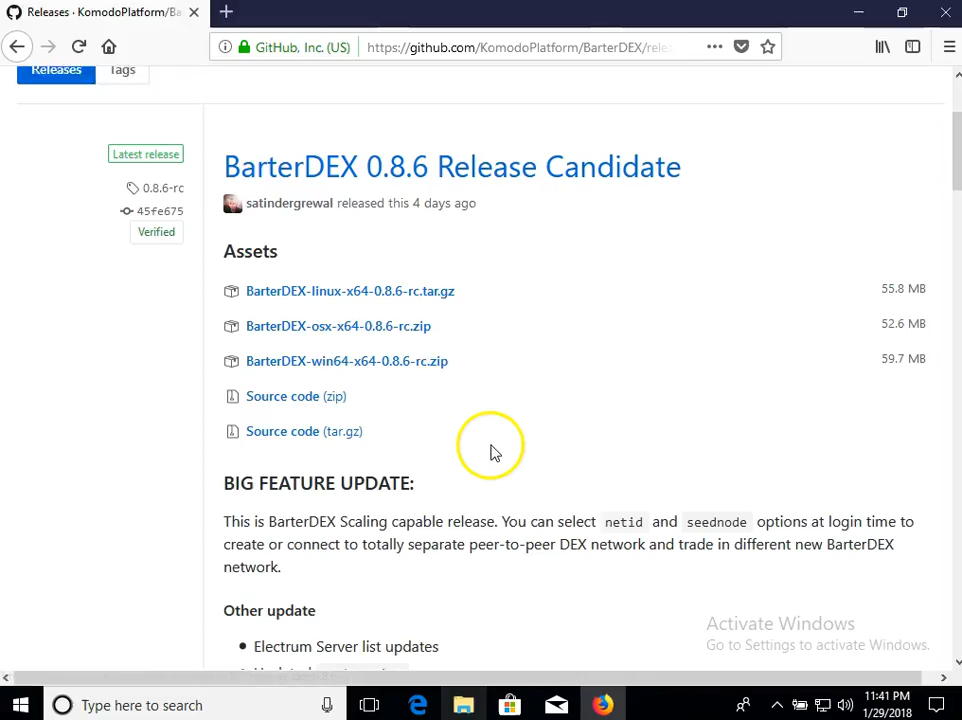 Releases · KomodoPlatform/Ba
GitHub, Inc. (US)
https://github.com/KomodoPlatform/BarterDEX/rele
Releases
Tags
Latest release
0.8.6-rc
45fe675
Verified
BarterDEX 0.8.6 Release Candidate
satindergrewal released this 4 days ago
Assets
BarterDEX-linux-x64-0.8.6-rc.tar.gz 55.8 MB
BarterDEX-osx-x64-0.8.6-rc.zip 52.6 MB
BarterDEX-win64-x64-0.8.6-rc.zip 59.7 MB
Source code (zip)
Source code (tar.gz)
BIG FEATURE UPDATE:
This is BarterDEX Scaling capable release. You can select netid and seednode options at login time to
create or connect to totally separate peer-to-peer DEX network and trade in different new BarterDEX
network.
Other update
Electrum Server list updates
Activate Windows
Go to Settings to activate Windows.
Type here to search
11:41 PM
1/29/2018